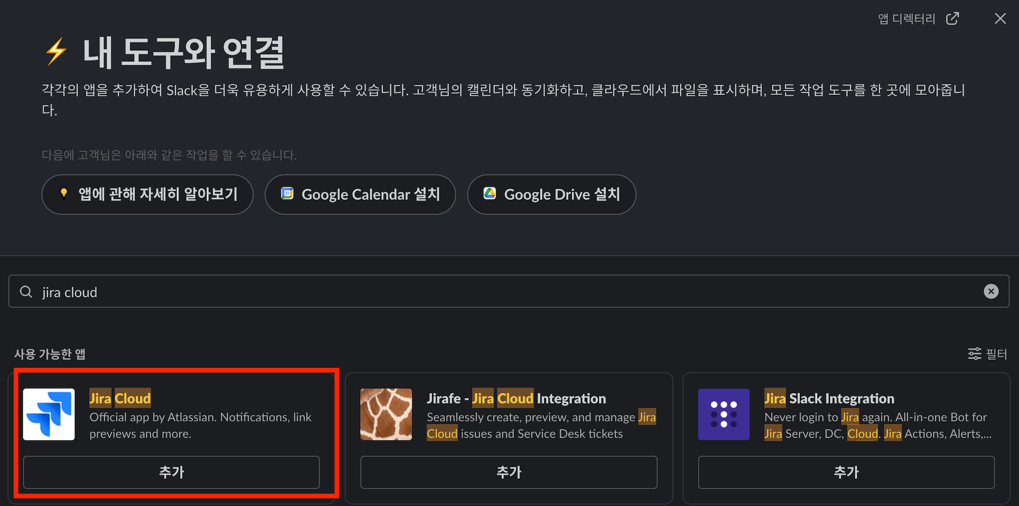 앱 디렉터리
내 도구와 연결
각각의 앱을 추가하여 Slack을 더욱 유용하게 사용할 수 있습니다. 고객님의 캘린더와 동기화하고, 클라우드에서 파일을 표시하며, 모든 작업 도구를 한 곳에 모아줍니
다.
다음에 고객님은 아래와 같은 작업을 할 수 있습니다.
앱에 관해 자세히 알아보기
Google Calendar 설치
Google Drive 설치
jira cloud
사용 가능한 앱
필터
Jira Cloud
Official app by Atlassian. Notifications, link
previews and more.
추가
Jirafe - Jira Cloud Integration
Seamlessly create, preview, and manage Jira
Cloud issues and Service Desk tickets
추가
Jira Slack Integration
Never login to Jira again. All-in-one Bot for
Jira Server, DC, Cloud. Jira Actions, Alerts,...
추가